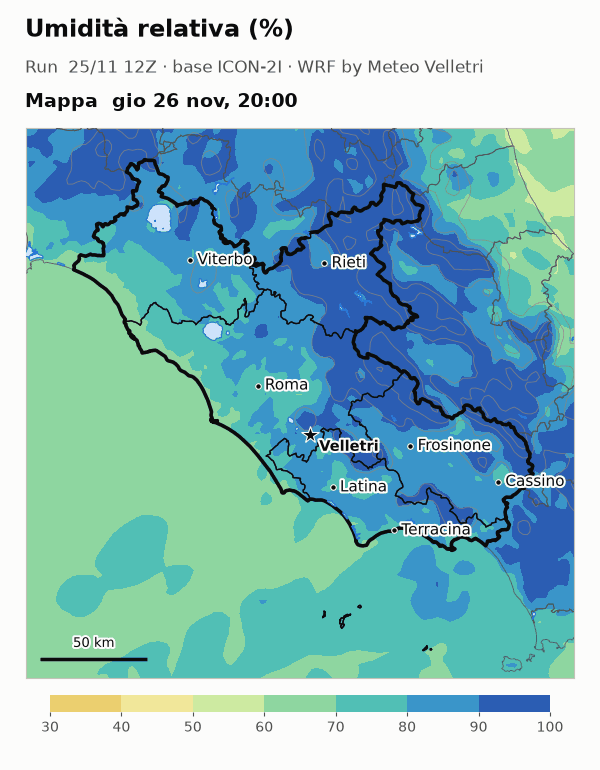 Umidità relativa (%)
Run  25/11 12Z · base ICON-2I · WRF by Meteo Velletri
Mappa  gio 26 nov, 20:00
Viterbo
Rieti
Roma
Velletri
Frosinone
Latina
Cassino
Terracina
50 km
30 40 50 60 70 80 90 100